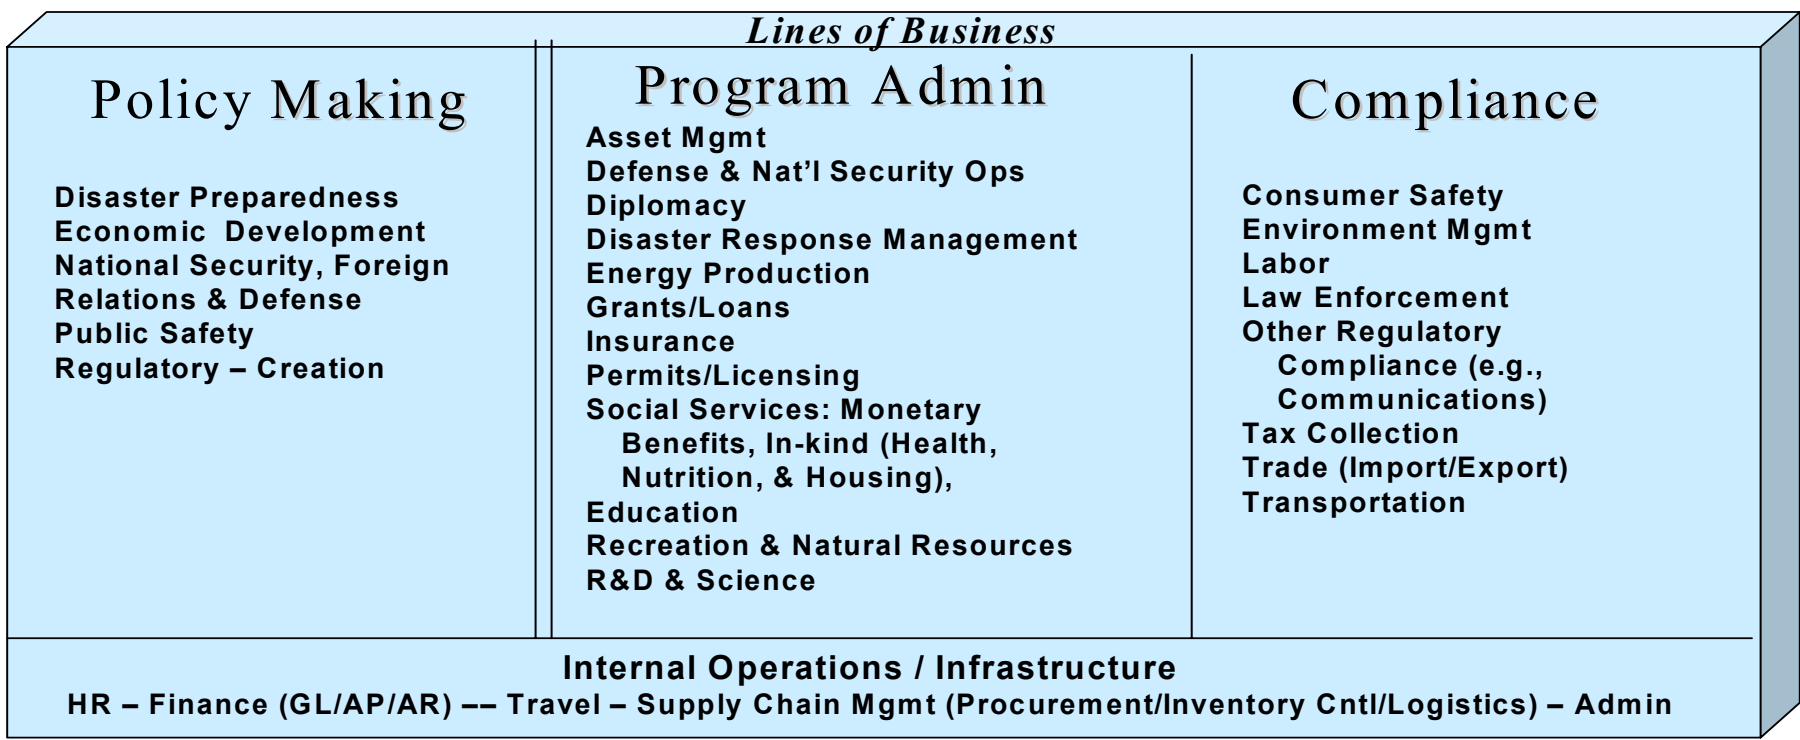 Lines of Business
Policy Making
Disaster Preparedness
Economic Development
National Security, Foreign
Relations & Defense
Public Safety
Regulatory – Creation
Program Admin
Asset Mgmt
Defense & Nat’l Security Ops
Diplomacy
Disaster Response Management
Energy Production
Grants/Loans
Insurance
Permits/Licensing
Social Services: Monetary
Benefits, In-kind (Health,
Nutrition, & Housing),
Education
Recreation & Natural Resources
R&D & Science
Compliance
Consumer Safety
Environment Mgmt
Labor
Law Enforcement
Other Regulatory
Compliance (e.g.,
Communications)
Tax Collection
Trade (Import/Export)
Transportation
Internal Operations / Infrastructure
HR – Finance (GL/AP/AR) –– Travel – Supply Chain Mgmt (Procurement/Inventory Cntl/Logistics) – Admin